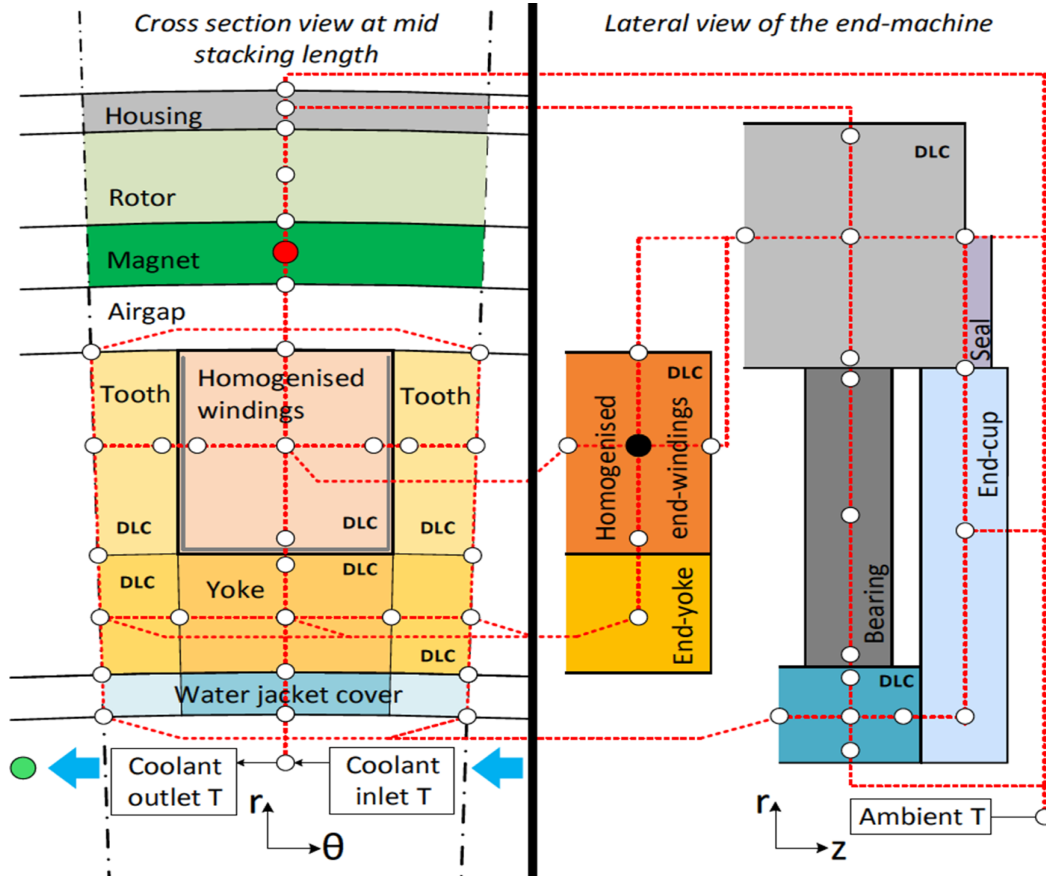 Cross section view at mid
stacking length
Housing
Rotor
Magnet
Airgap
Tooth
Homogenised
windings
Tooth
DLC
DLC
DLC
DLC
Yoke
DLC
DLC
Water jacket cover
Coolant
outlet T
Coolant
inlet T
r
θ
Lateral view of the end-machine
DLC
Seal
DLC
Homogenised
end-windings
End-cup
End-yoke
Bearing
DLC
Ambient T
r
z